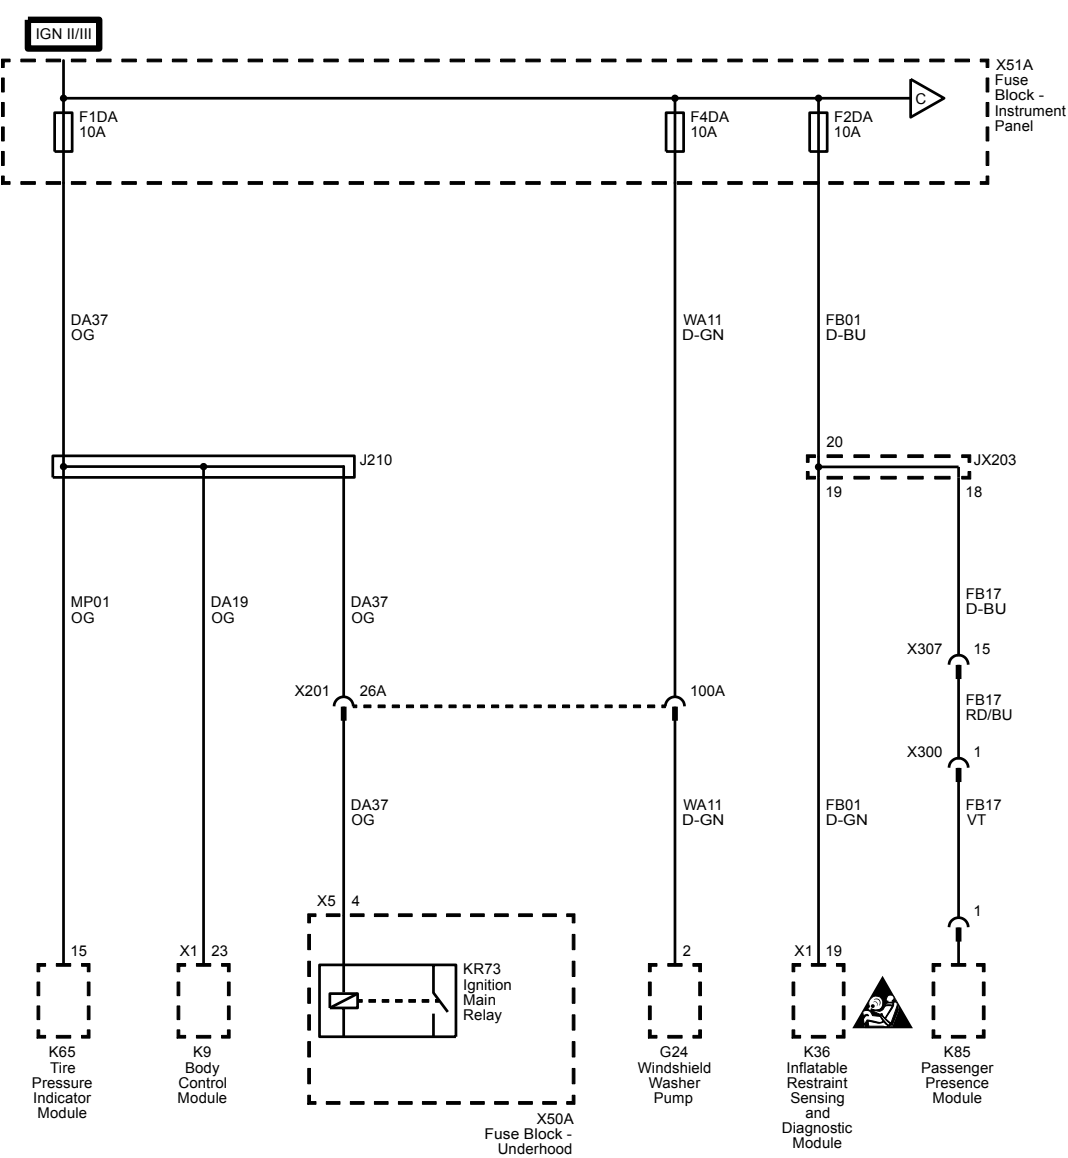 IGN II/III
X51A
Fuse
Block -
Instrument
Panel
C
F1DA
10A
F4DA
10A
F2DA
10A
DA37
OG
WA11
D-GN
FB01
D-BU
20
J210
JX203
19
18
MP01
OG
DA19
OG
DA37
OG
FB17
D-BU
X307
15
X201
26A
100A
FB17
RD/BU
X300
1
DA37
OG
WA11
D-GN
FB01
D-GN
FB17
VT
X5
4
1
15
X1
23
2
X1
19
KR73
Ignition
Main
Relay
K65
Tire
Pressure
Indicator
Module
K9
Body
Control
Module
G24
Windshield
Washer
Pump
K36
Inflatable
Restraint
Sensing
and
Diagnostic
Module
K85
Passenger
Presence
Module
X50A
Fuse Block -
Underhood